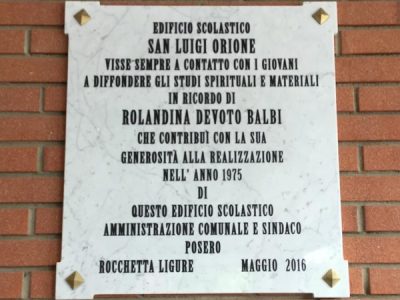 EDIFICIO SCOLASTICO
SAN LUIGI ORIONE
VISSE SEMPRE A CONTATTO CON I GIOVANI
A DIFFONDERE GLI STUDI SPIRITUALI E MATERIALI
IN RICORDO DI
ROLANDINA DEVOTO BALBI
CHE CONTRIBUÌ CON LA SUA
GENEROSITÀ ALLA REALIZZAZIONE
NELL' ANNO 1975
DI
QUESTO EDIFICIO SCOLASTICO
AMMINISTRAZIONE COMUNALE E SINDACO
POSERO
ROCCHETTA LIGURE MAGGIO 2016